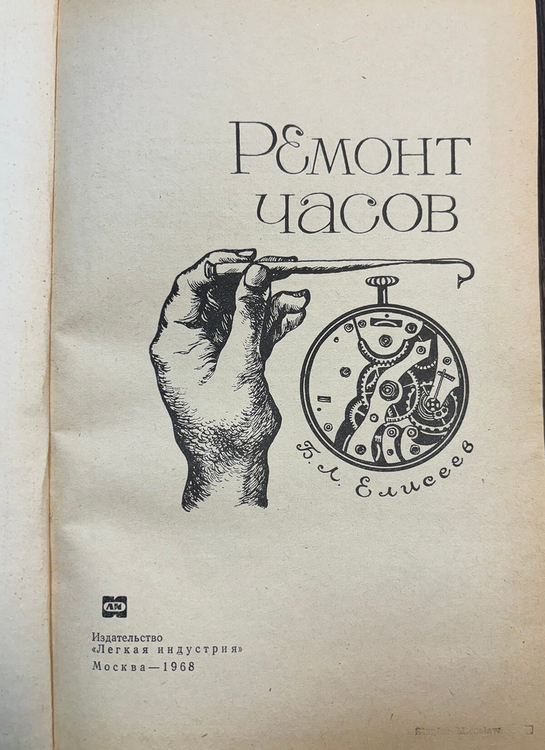 Ремонт
часов
Б. Л. Елисеев
ЛИ
Издательство
«Легкая индустрия»
Москва—1968